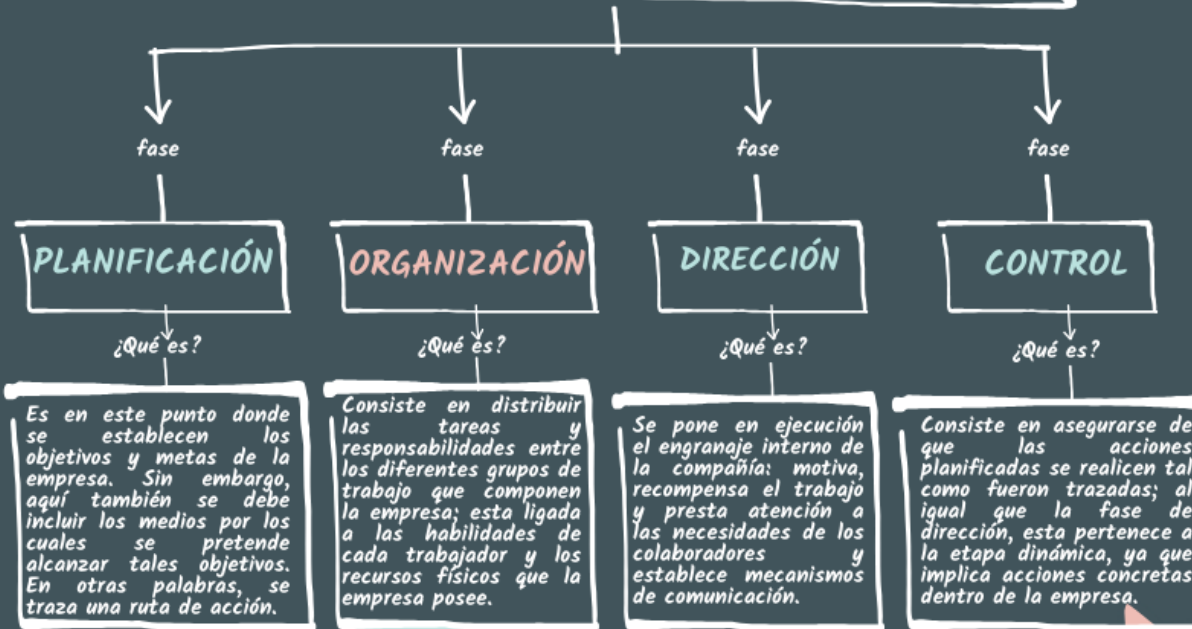 fase
fase
fase
fase
PLANIFICACIÓN
ORGANIZACIÓN
DIRECCIÓN
CONTROL
¿Qué es?
¿Qué es?
¿Qué es?
¿Qué es?
Es en este punto donde
se establecen los
objetivos y metas de la
empresa. Sin embargo,
aquí también se debe
incluir los medios por los
cuales se pretende
alcanzar tales objetivos.
En otras palabras, se
traza una ruta de acción.
Consiste en distribuir
las tareas y
responsabilidades entre
los diferentes grupos de
trabajo que componen
la empresa; esta ligada
a las habilidades de
cada trabajador y los
recursos físicos que la
empresa posee.
Se pone en ejecución
el engranaje interno de
la compañía: motiva,
recompensa el trabajo
y presta atención a
las necesidades de los
colaboradores y
establece mecanismos
de comunicación.
Consiste en asegurarse de
que las acciones
planificadas se realicen tal
como fueron trazadas; al
igual que la fase de
dirección, esta pertenece a
la etapa dinámica, ya que
implica acciones concretas
dentro de la empresa.